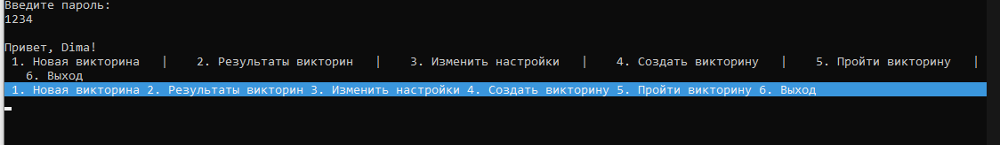 Введите пароль:
1234
Привет, Dima!
1. Новая викторина | 2. Результаты викторин | 3. Изменить настройки | 4. Создать викторину | 5. Пройти викторину |
6. Выход
1. Новая викторина 2. Результаты викторин 3. Изменить настройки 4. Создать викторину 5. Пройти викторину 6. Выход